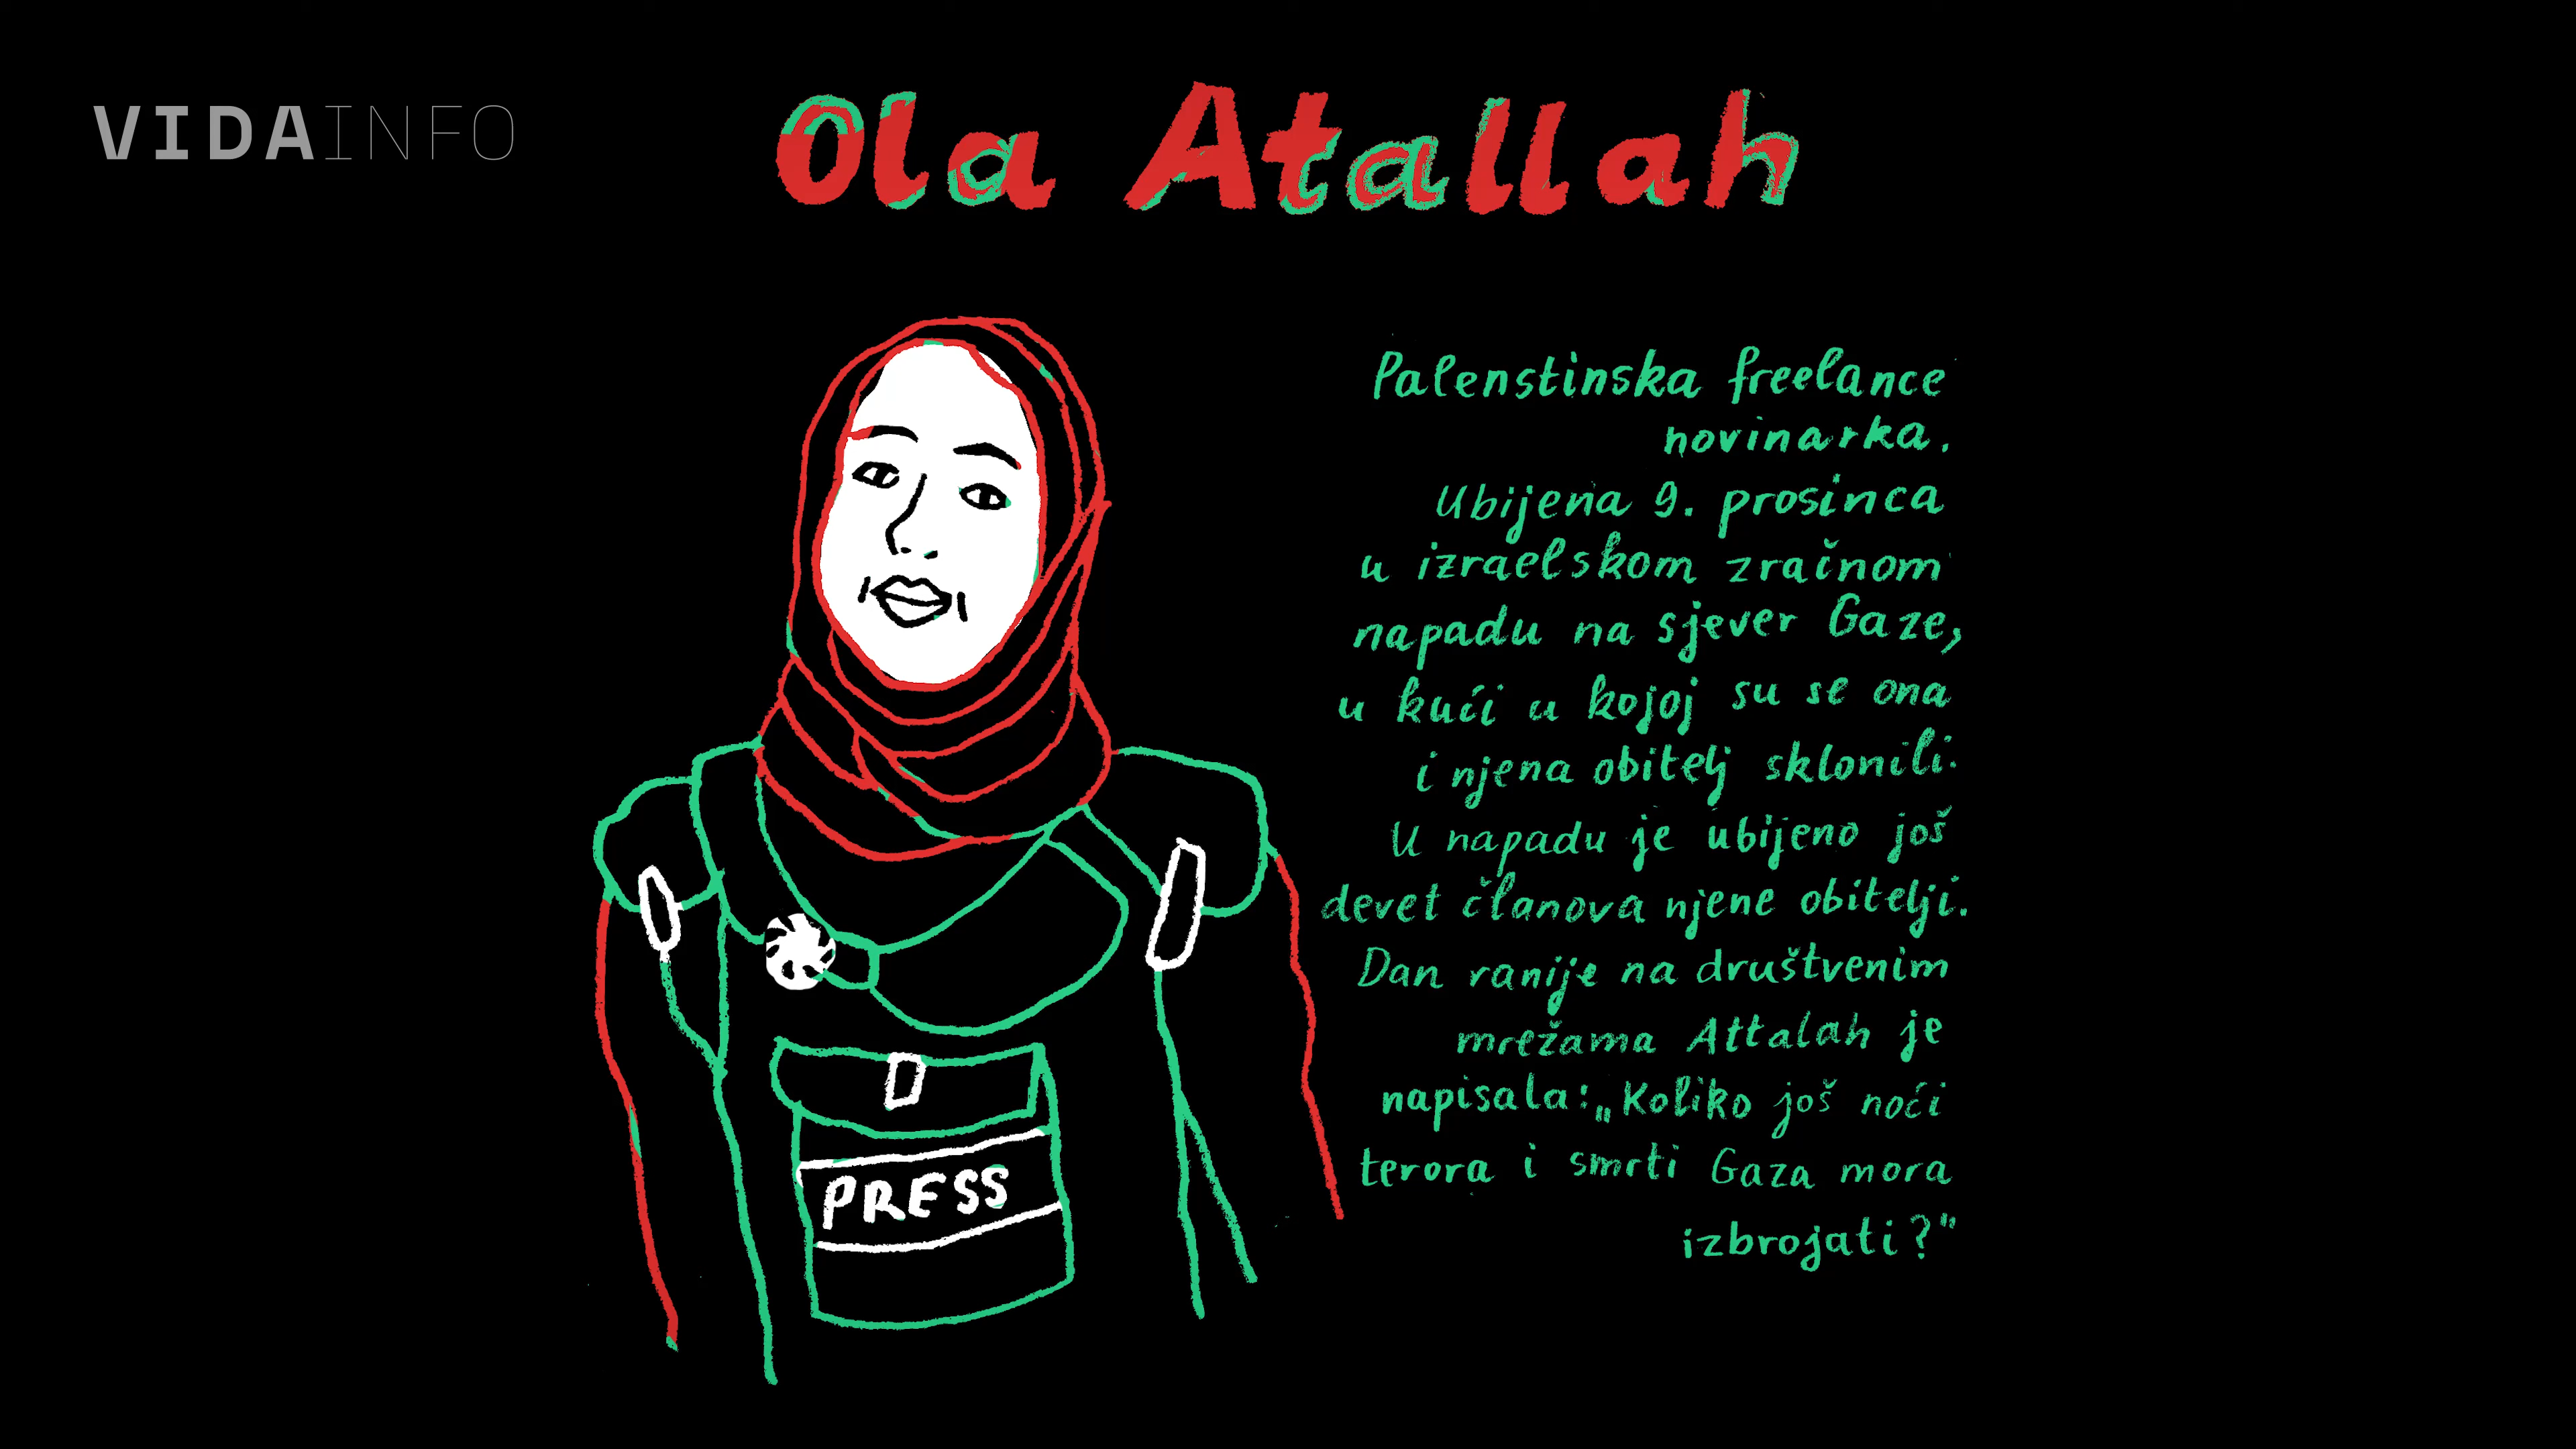 VIDAINFO
Ola Atallah
Palenstinska freelance
novinarka.
Ubijena 9. prosinca
u izraelskom zračnom
napadu na sjever Gaze,
u kući u kojoj su se ona
i njena obitelj sklonili.
U napadu je ubijeno još
devet članova njene obitelji.
Dan ranije na društvenim
mrežama Attalah je
napisala: „Koliko još noći
terora i smrti Gaza mora
izbrojati?"
PRESS